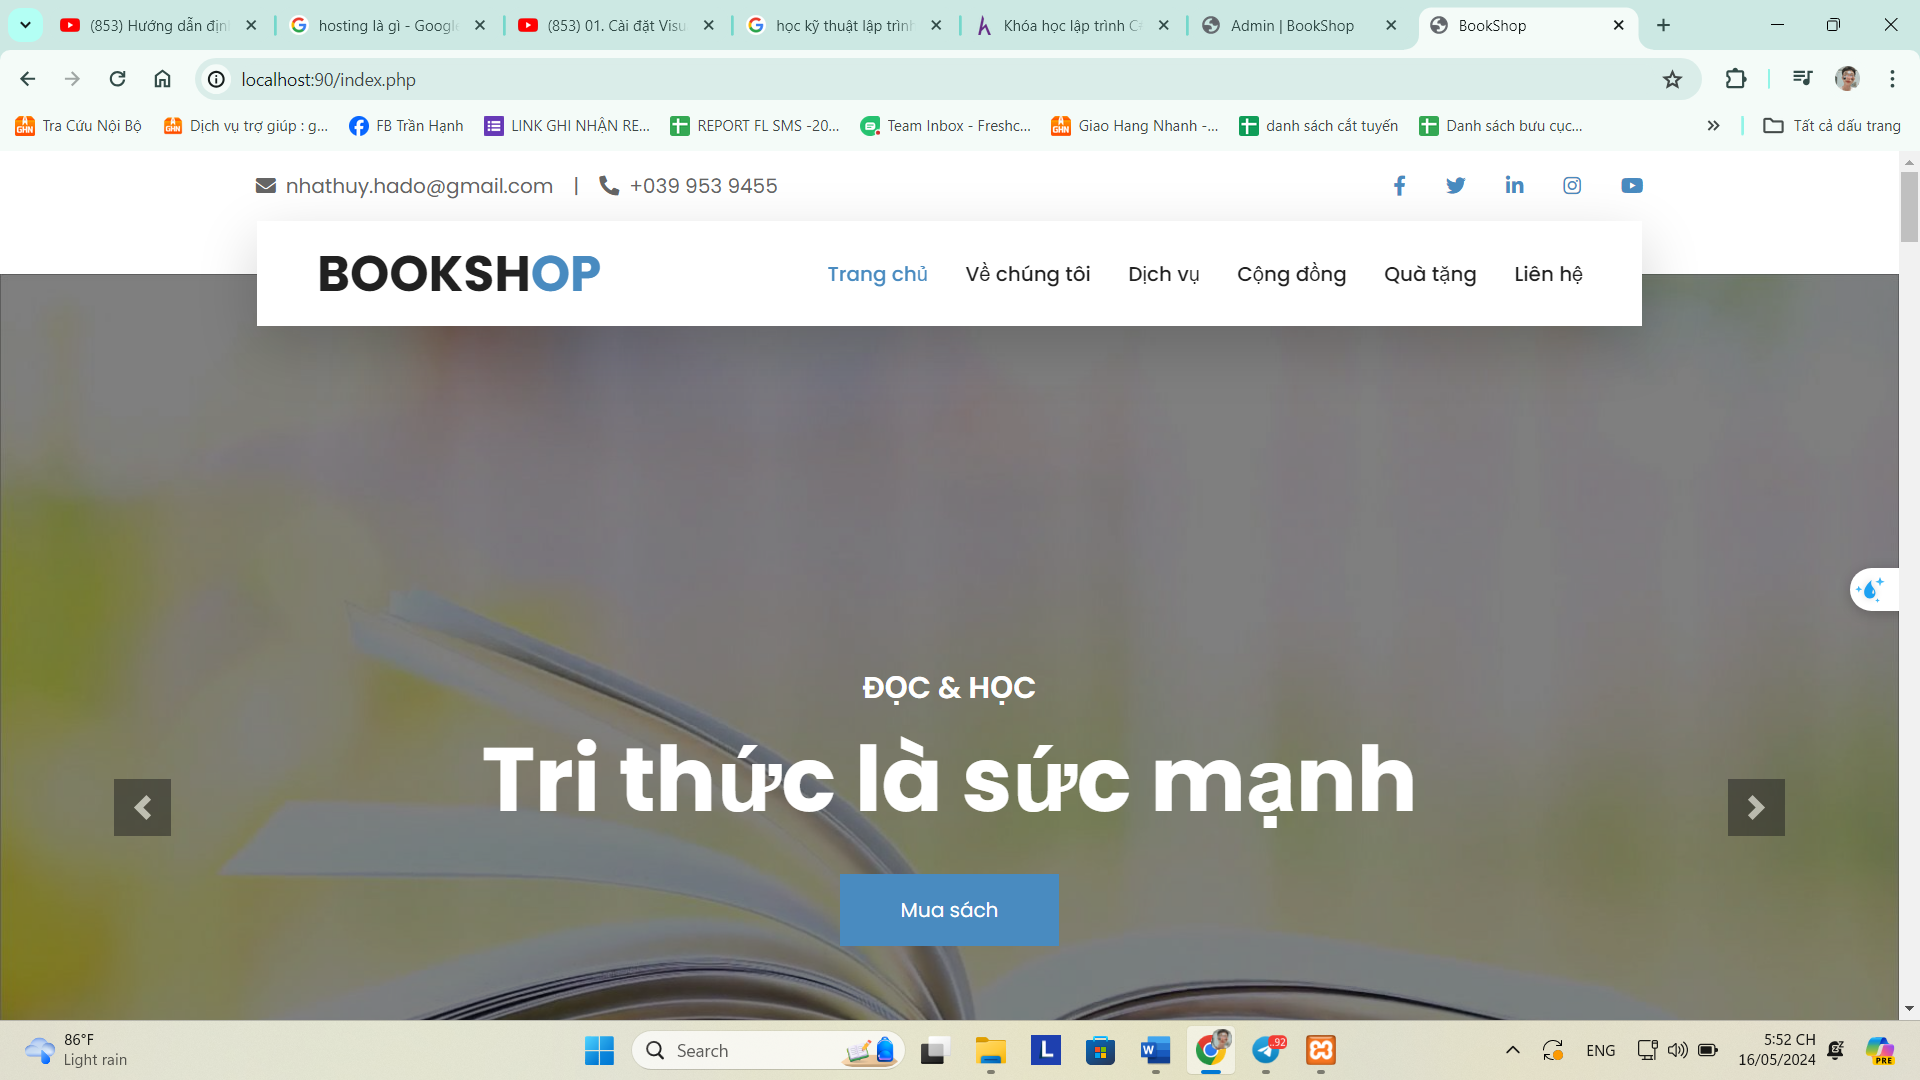 (853) Hướng dẫn địn
hosting là gì - Google
(853) 01. Cài đặt Visu
học kỹ thuật lập trình
Khóa học lập trình C
Admin | BookShop
BookShop
localhost:90/index.php
Tra Cứu Nội Bộ
Dịch vụ trợ giúp : g...
FB Trần Hạnh
LINK GHI NHẬN RE...
REPORT FL SMS -20...
Team Inbox - Freshc...
Giao Hang Nhanh -...
danh sách cắt tuyến
Danh sách bưu cục...
Tất cả dấu trang
nhathuy.hado@gmail.com | +039 953 9455
BOOKSHOP
Trang chủ
Về chúng tôi
Dịch vụ
Cộng đồng
Quà tặng
Liên hệ
ĐỌC & HỌC
Tri thức là sức mạnh
Mua sách
86°F
Light rain
Search
92
ENG
5:52 CH
16/05/2024
PRE